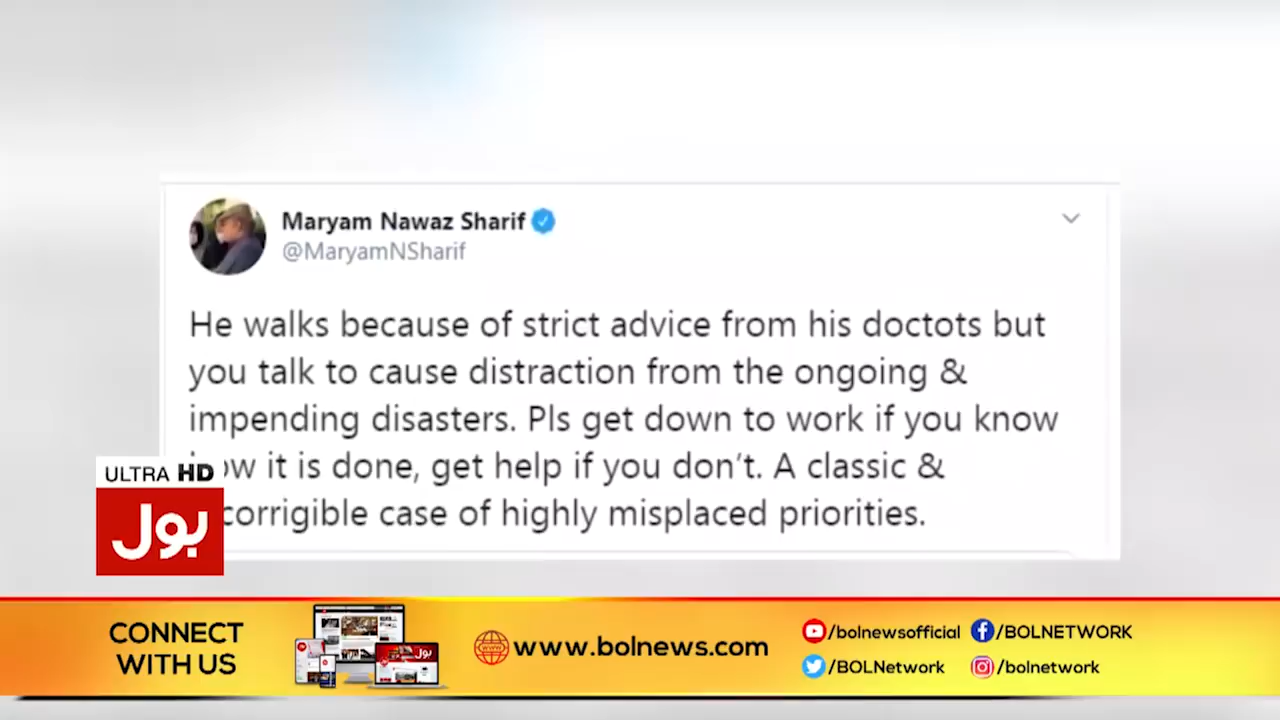 Maryam Nawaz Sharif
@MaryamNSharif
He walks because of strict advice from his doctots but
you talk to cause distraction from the ongoing &
impending disasters. Pls get down to work if you know
ow it is done, get help if you don't. A classic &
corrigible case of highly misplaced priorities.
ULTRA HD
بول
CONNECT
WITH US
www.bolnews.com
/bolnewsofficial
/BOLNETWORK
/BOLNetwork
/bolnetwork